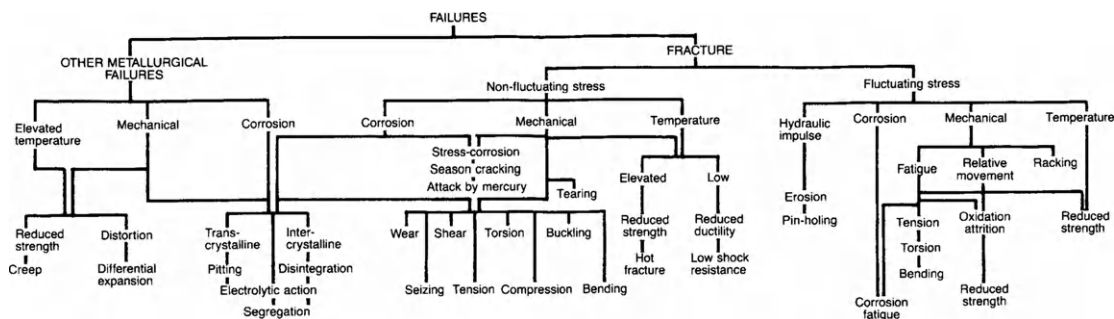 FAILURES
OTHER METALLURGICAL
FAILURES
FRACTURE
Non-fluctuating stress
Fluctuating stress
Elevated
temperature
Mechanical
Corrosion
Corrosion
Mechanical
Temperature
Hydraulic
impulse
Corrosion
Mechanical
Temperature
Stress-corrosion
Season cracking
Attack by mercury
Tearing
Elevated
Low
Erosion
Pin-holing
Fatigue
Relative
movement
Racking
Reduced
strength
Creep
Distortion
Differential
expansion
Trans-
crystalline
Pitting
Inter-
crystalline
Disintegration
Electrolytic action
Segregation
Wear
Shear
Torsion
Buckling
Seizing
Tension
Compression
Bending
Reduced
strength
Hot
fracture
Reduced
ductility
Low shock
resistance
Tension
Torsion
Bending
Oxidation
attrition
Reduced
strength
Corrosion
fatigue
Reduced
strength